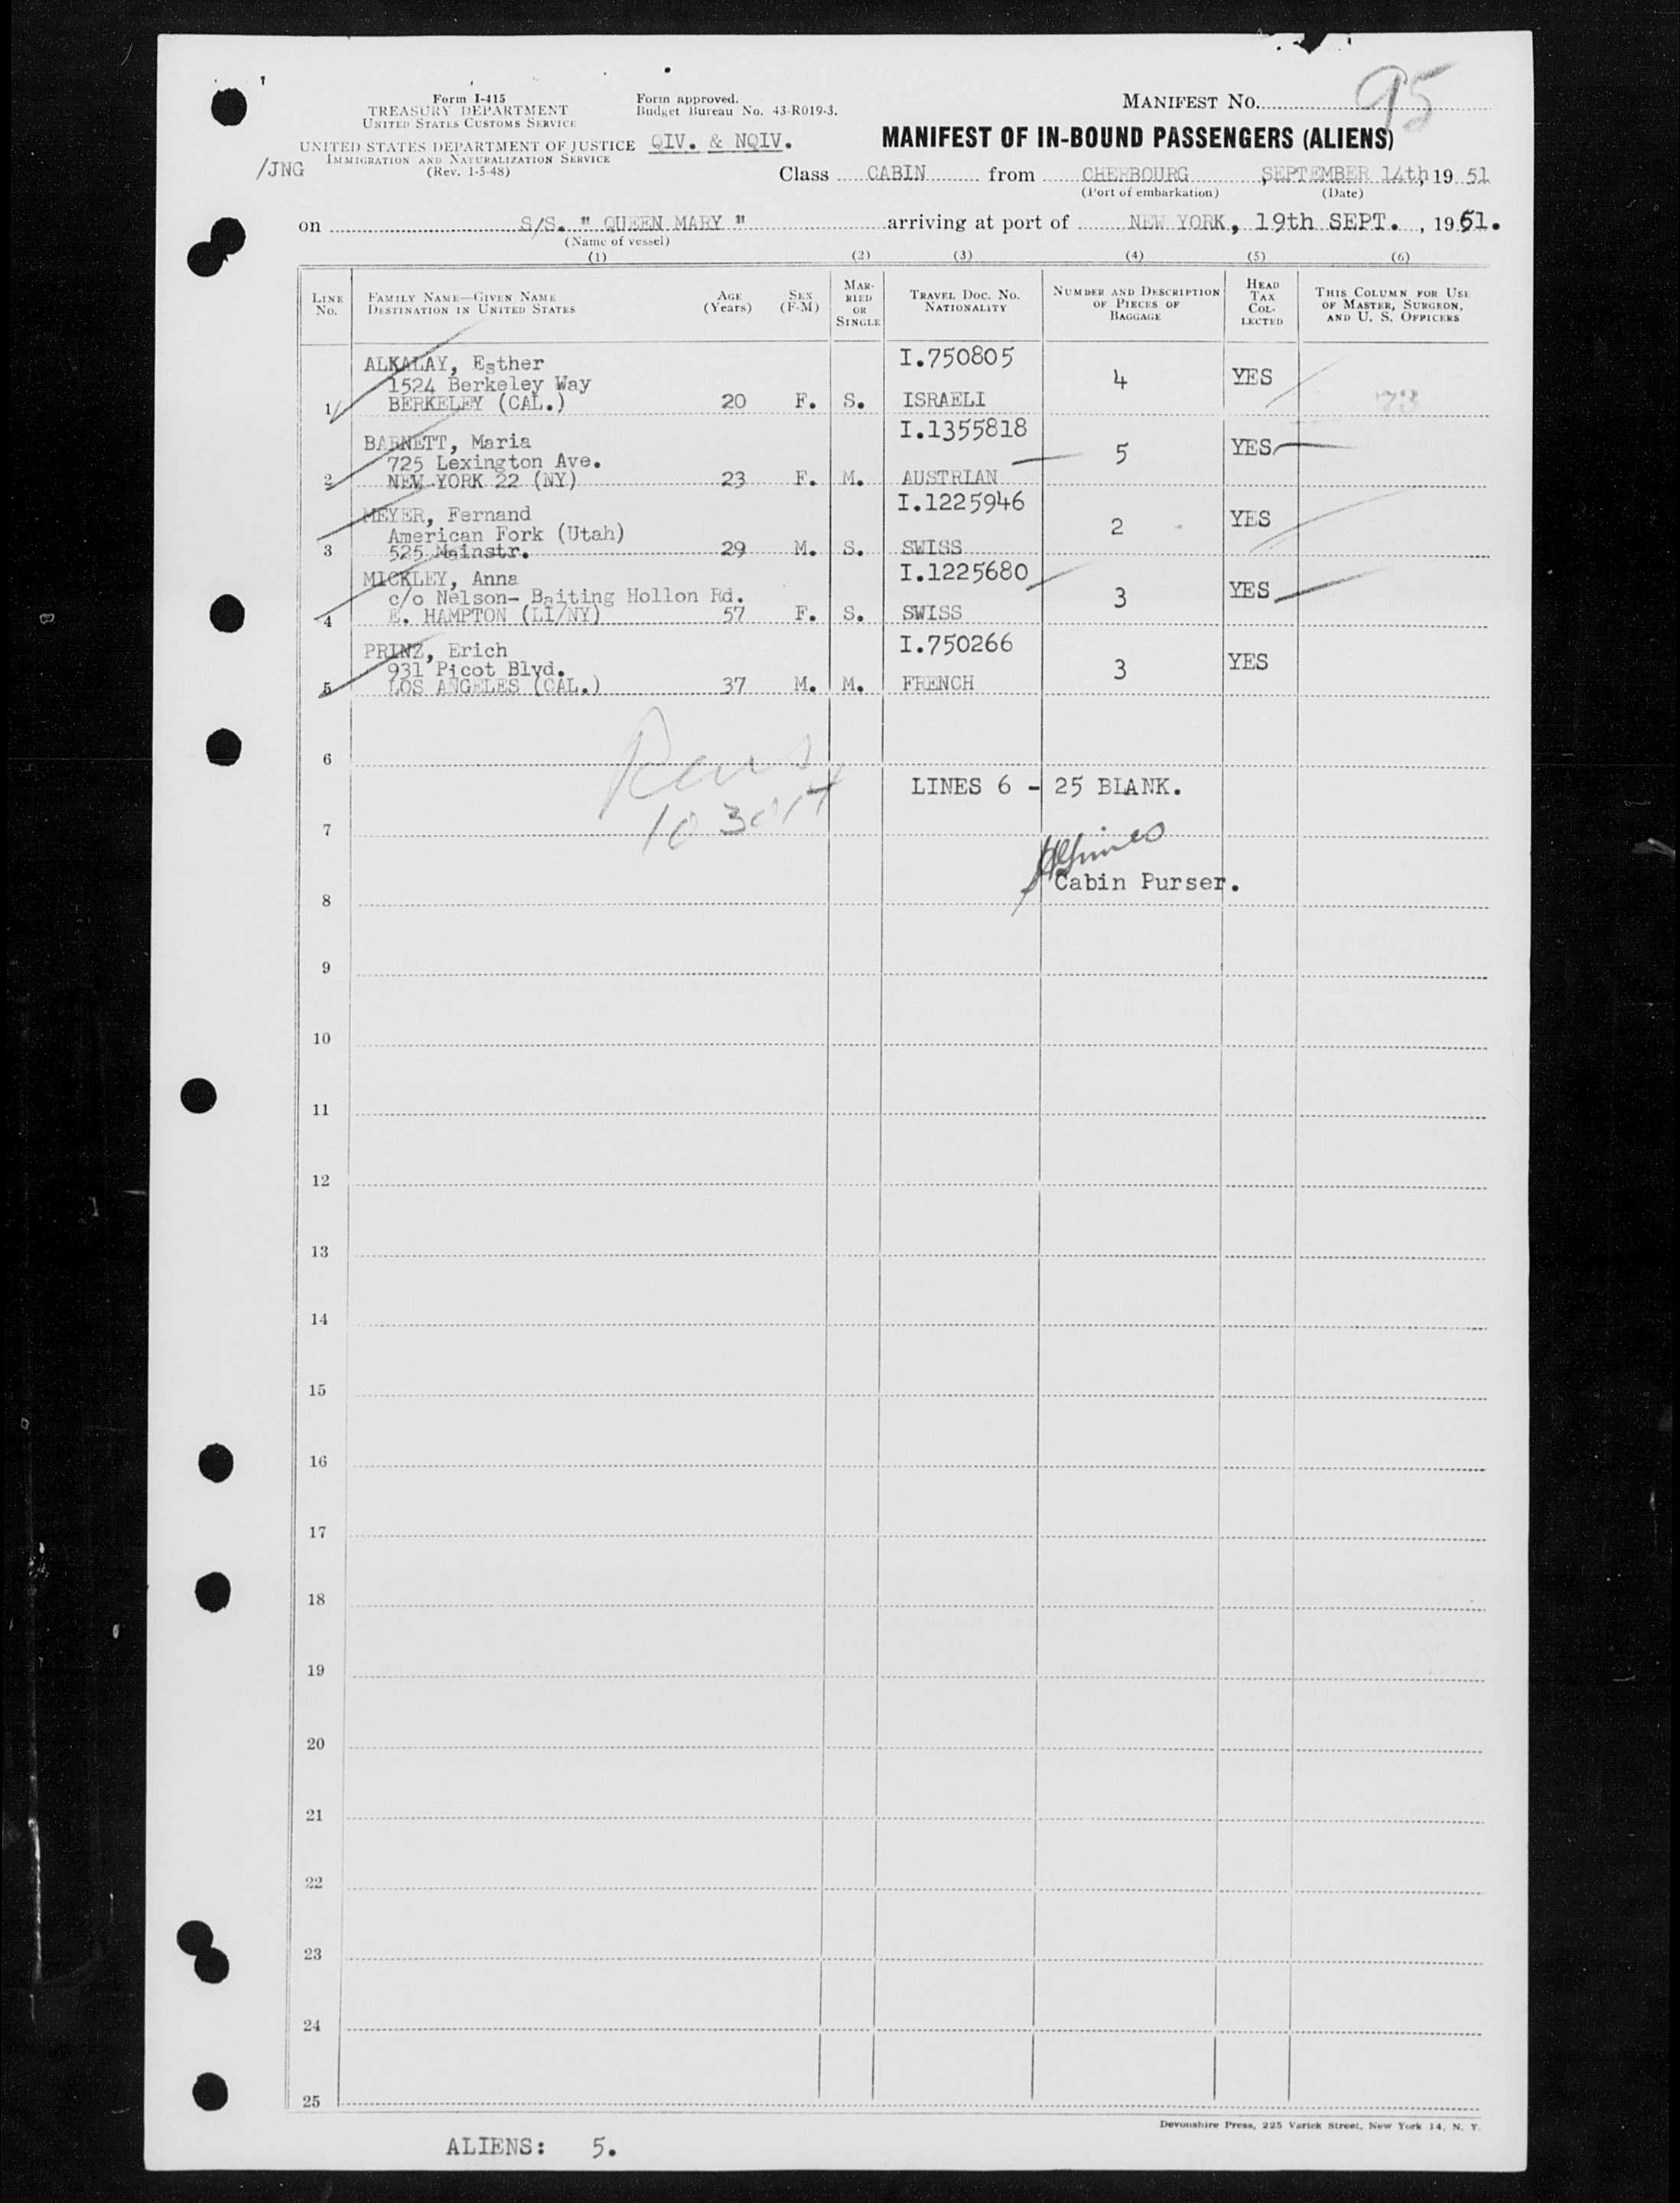 Form I-415
TREASURY DEPARTMENT
UNITED STATES CUSTOMS SERVICE
UNITED STATES DEPARTMENT OF JUSTICE
IMMIGRATION AND NATURALIZATION SERVICE
(Rev. 1-5-48)
/JNG
Form approved.
Budget Bureau No. 43-R019-3.
QIV. & NQIV.
MANIFEST NO. 95
MANIFEST OF IN-BOUND PASSENGERS (ALIENS)
Class CABIN from CHERBOURG, SEPTEMBER 14th, 19 51
(Port of embarkation) (Date)
on S/S. " QUEEN MARY " arriving at port of NEW YORK, 19th SEPT. , 1951.
(Name of vessel)
(1) (2) (3) (4) (5) (6)
LINE NO. FAMILY NAME—GIVEN NAME DESTINATION IN UNITED STATES AGE (Years) SEX (F-M) MARRIED OR SINGLE TRAVEL DOC. NO. NATIONALITY NUMBER AND DESCRIPTION OF PIECES OF BAGGAGE HEAD TAX COLLECTED THIS COLUMN FOR USE OF MASTER, SURGEON, AND U. S. OFFICERS
ALKALAY, Esther I.750805
1524 Berkeley Way 4 YES
1 BERKELEY (CAL.) 20 F. S. ISRAELI 73
BARNETT, Maria I.1355818
725 Lexington Ave. 5 YES
2 NEW YORK 22 (NY) 23 F. M. AUSTRIAN
MEYER, Fernand I.1225946
American Fork (Utah) 2 YES
3 525 Mainstr. 29 M. S. SWISS
MICKLEY, Anna I.1225680
c/o Nelson- Baiting Hollon Rd. 3 YES
4 E. HAMPTON (LI/NY) 57 F. S. SWISS
PRINZ, Erich I.750266
931 Picot Blvd. 3 YES
5 LOS ANGELES (CAL.) 37 M. M. FRENCH
6
LINES 6 - 25 BLANK.
7
Cabin Purser.
8
9
10
11
12
13
14
15
16
17
18
19
20
21
22
23
24
25
Devonshire Press, 225 Varick Street, New York 14, N. Y.
ALIENS: 5.